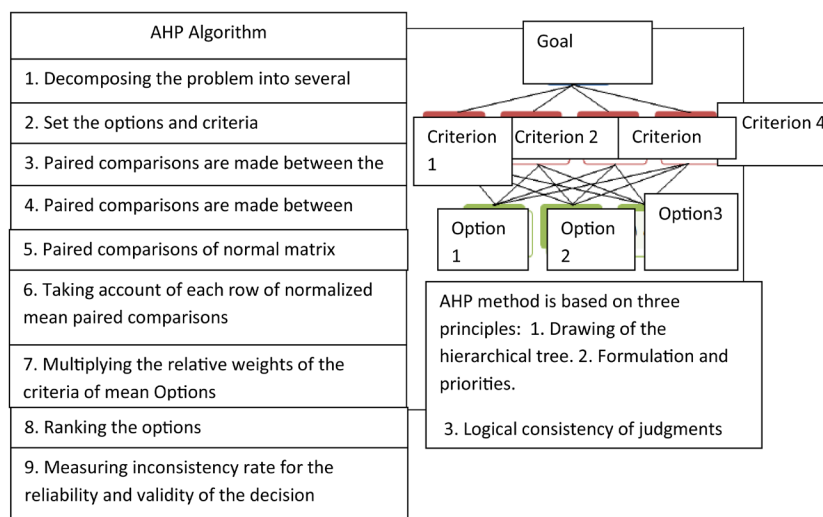 AHP Algorithm
1. Decomposing the problem into several
2. Set the options and criteria
3. Paired comparisons are made between the
4. Paired comparisons are made between
5. Paired comparisons of normal matrix
6. Taking account of each row of normalized
mean paired comparisons
7. Multiplying the relative weights of the
criteria of mean Options
8. Ranking the options
9. Measuring inconsistency rate for the
reliability and validity of the decision
Goal
Criterion
1
Criterion 2
Criterion
Criterion 4
Option
1
Option
2
Option3
AHP method is based on three
principles: 1. Drawing of the
hierarchical tree. 2. Formulation and
priorities.
3. Logical consistency of judgments